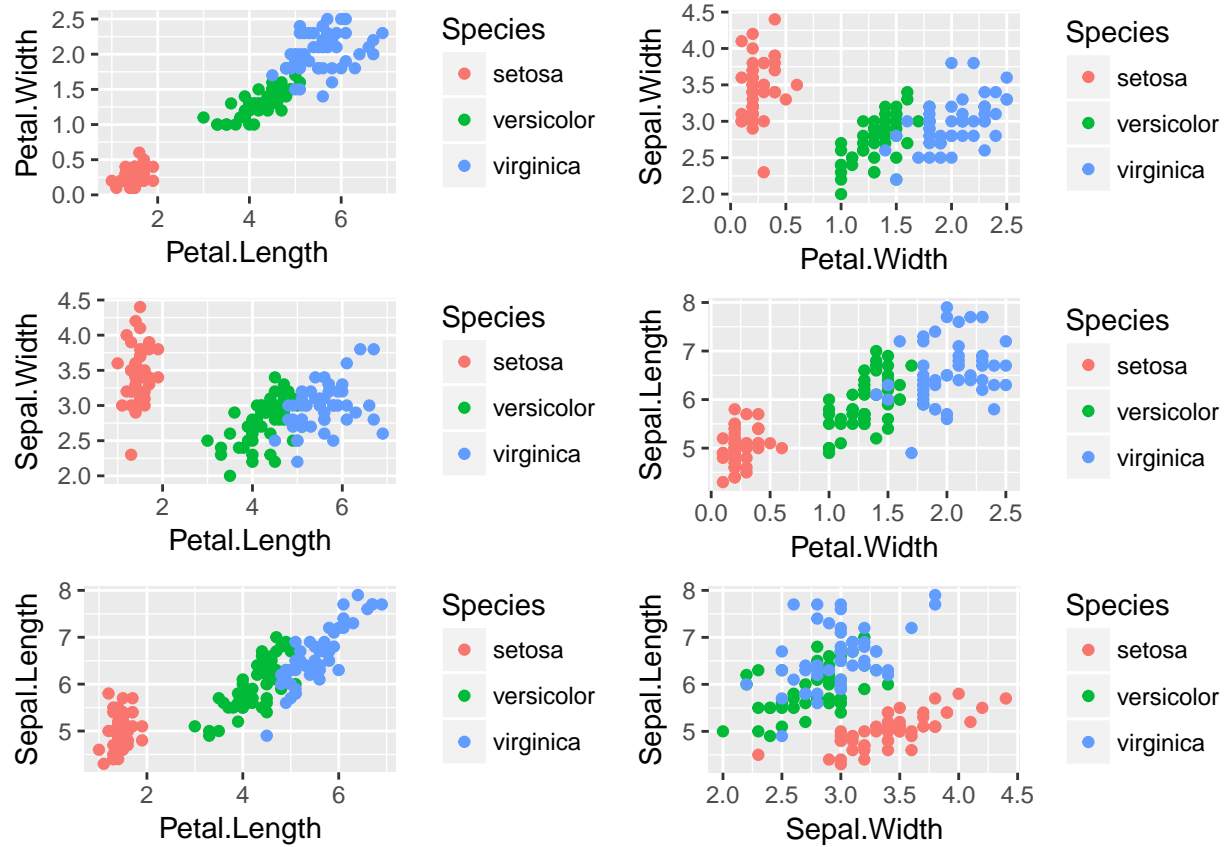 Petal.Width
2.5
2.0
1.5
1.0
0.5
0.0
2 4 6
Petal.Length
Species
setosa
versicolor
virginica
Sepal.Width
4.5
4.0
3.5
3.0
2.5
2.0
0.0 0.5 1.0 1.5 2.0 2.5
Petal.Width
Species
setosa
versicolor
virginica
Sepal.Width
4.5
4.0
3.5
3.0
2.5
2.0
2 4 6
Petal.Length
Species
setosa
versicolor
virginica
Sepal.Length
8
7
6
5
0.0 0.5 1.0 1.5 2.0 2.5
Petal.Width
Species
setosa
versicolor
virginica
Sepal.Length
8
7
6
5
2 4 6
Petal.Length
Species
setosa
versicolor
virginica
Sepal.Length
8
7
6
5
2.0 2.5 3.0 3.5 4.0 4.5
Sepal.Width
Species
setosa
versicolor
virginica